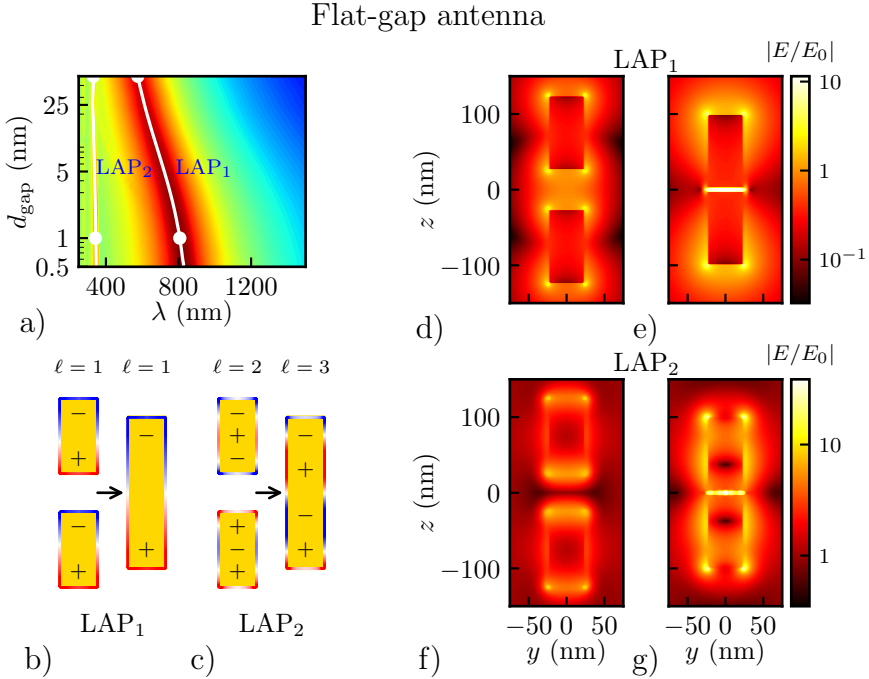 Flat-gap antenna
d_gap (nm)
25
5
1
0.5
LAP₂
LAP₁
400
800
1200
λ (nm)
a)
LAP₁
|E/E₀|
z (nm)
100
0
−100
10
1
10⁻¹
d)
e)
ℓ = 1
ℓ = 1
ℓ = 2
ℓ = 3
−
+
−
+
−
+
−
+
−
+
−
+
−
+
−
+
LAP₁
LAP₂
b)
c)
LAP₂
|E/E₀|
z (nm)
100
0
−100
10
1
−50
0
50
−50
0
50
y (nm)
y (nm)
f)
g)